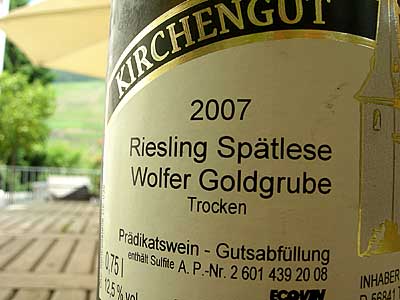 KIRCHENGUT
2007
Riesling Spätlese
Wolfer Goldgrube
Trocken
Prädikatswein - Gutsabfüllung
enthält Sulfite A. P.-Nr. 2 601 439 20 08
0,75 l
12,5 % vol
ECOVIN
INHABER
D 56841